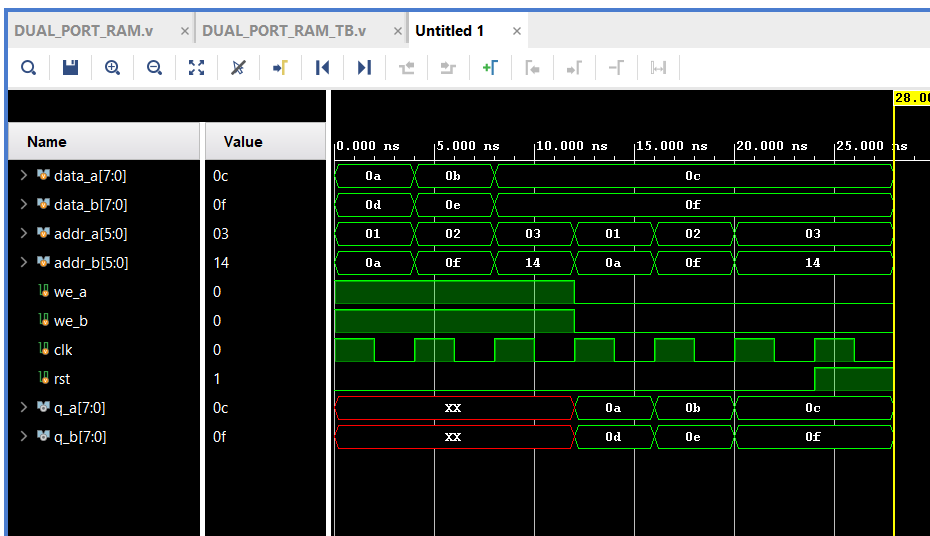 DUAL_PORT_RAM.v × DUAL_PORT_RAM_TB.v × Untitled 1 ×
28.00
Name Value
0.000 ns 5.000 ns 10.000 ns 15.000 ns 20.000 ns 25.000 ns
data_a[7:0] 0c 0a 0b 0c
data_b[7:0] 0f 0d 0e 0f
addr_a[5:0] 03 01 02 03 01 02 03
addr_b[5:0] 14 0a 0f 14 0a 0f 14
we_a 0
we_b 0
clk 0
rst 1
q_a[7:0] 0c XX 0a 0b 0c
q_b[7:0] 0f XX 0d 0e 0f